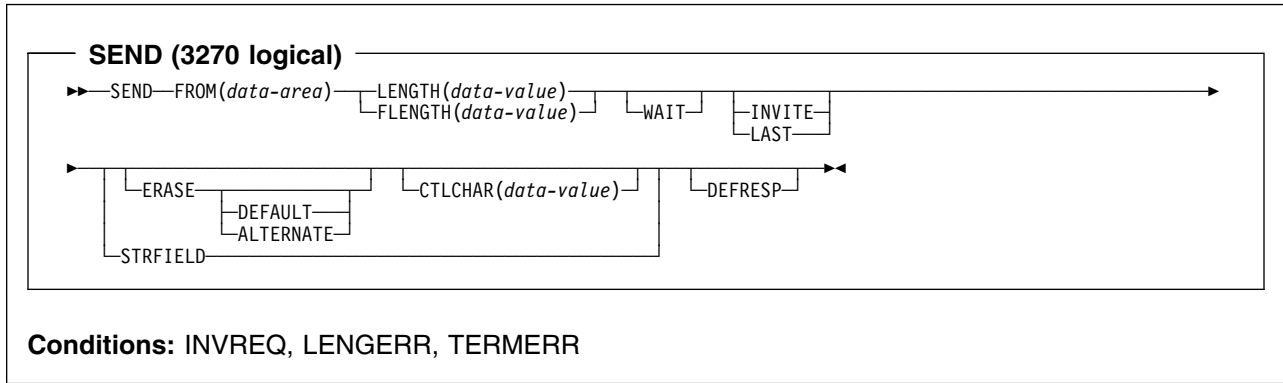 SEND (3270 logical)
SEND FROM(data-area) LENGTH(data-value)
FLENGTH(data-value) WAIT INVITE
LAST
ERASE CTLCHAR(data-value) DEFRESP
DEFAULT
ALTERNATE
STRFIELD
Conditions: INVREQ, LENGERR, TERMERR